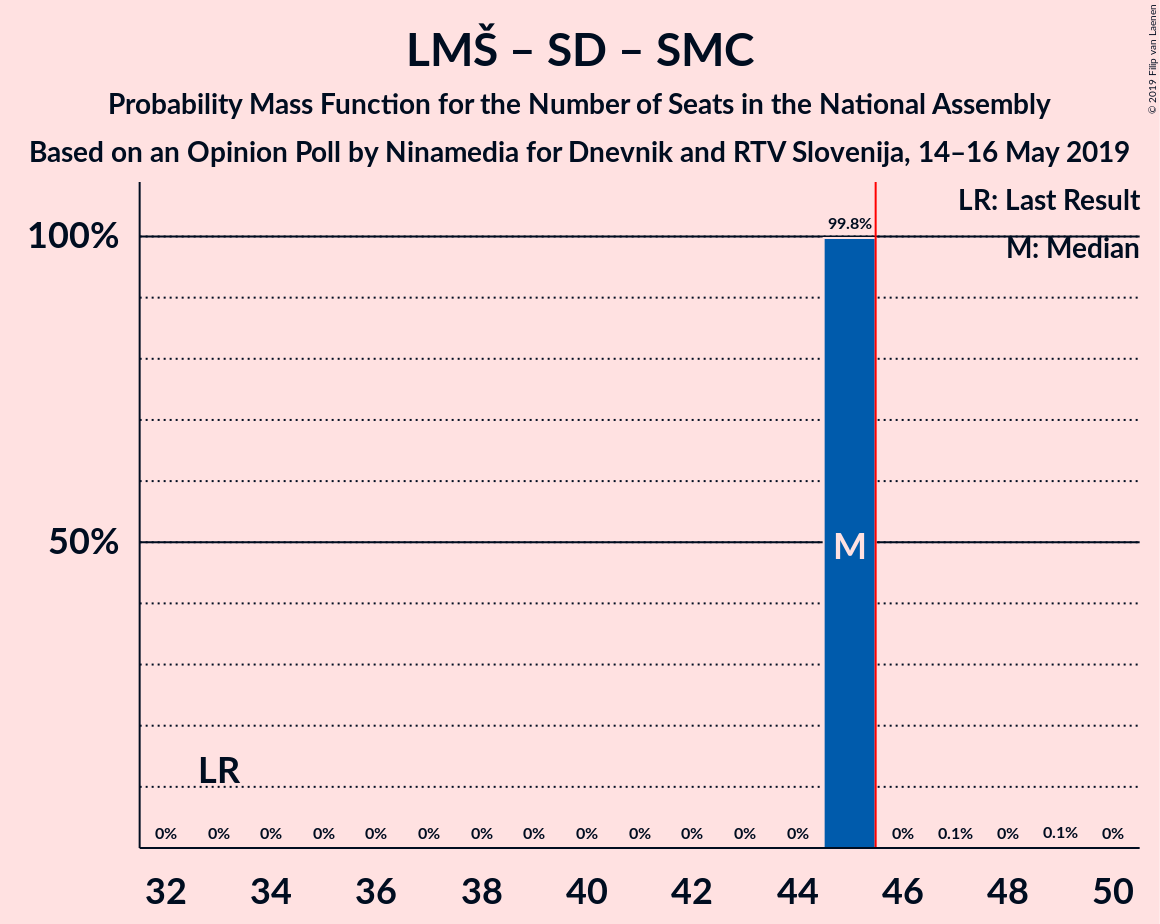 LMŠ – SD – SMC
Probability Mass Function for the Number of Seats in the National Assembly
Based on an Opinion Poll by Ninamedia for Dnevnik and RTV Slovenija, 14–16 May 2019
© 2019 Filip van Laenen
LR: Last Result
M: Median
99.8%
100%
50%
M
LR
0% 0% 0% 0% 0% 0% 0% 0% 0% 0% 0% 0% 0% 0% 0.1% 0% 0.1% 0%
32 34 36 38 40 42 44 46 48 50